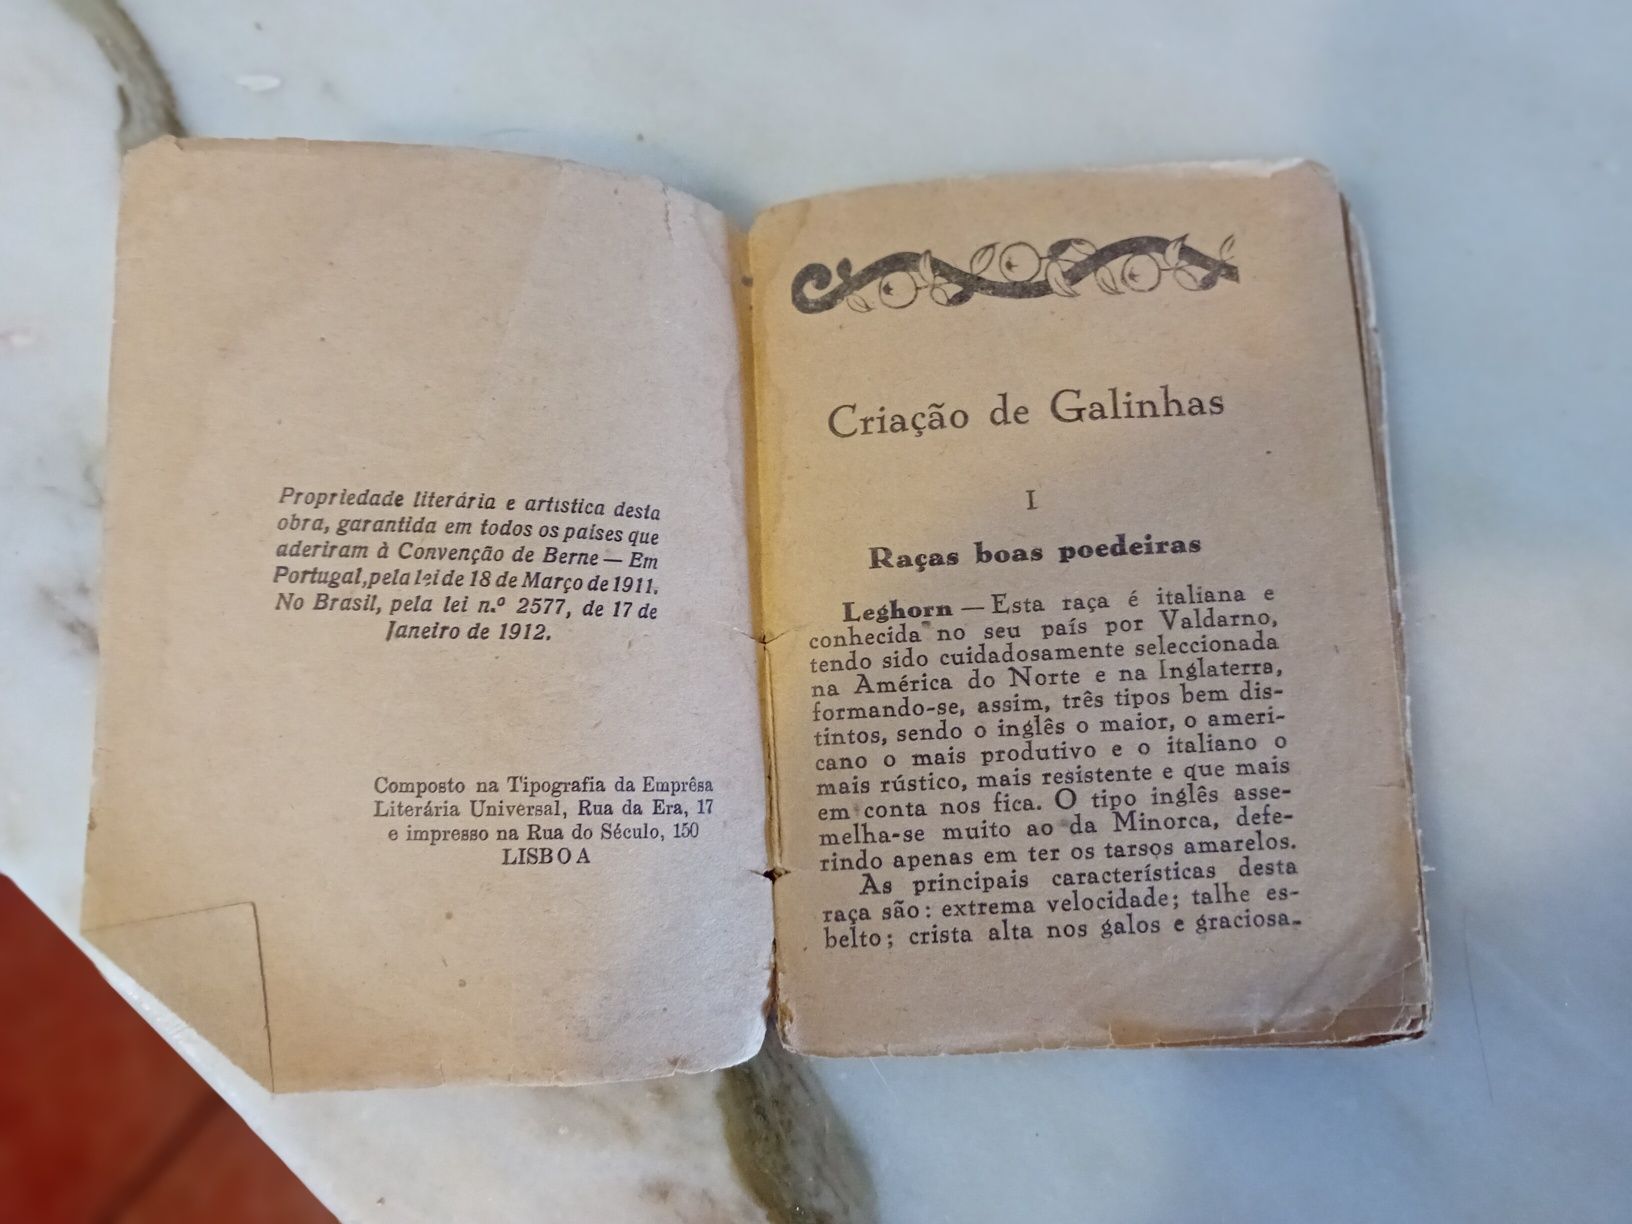 Propriedade literária e artística desta
obra, garantida em todos os países que
aderiram à Convenção de Berne — Em
Portugal, pela lei de 18 de Março de 1911.
No Brasil, pela lei n.º 2577, de 17 de
Janeiro de 1912.
Composto na Tipografia da Emprêsa
Literária Universal, Rua da Era, 17
e impresso na Rua do Século, 150
LISBOA
Criação de Galinhas
I
Raças boas poedeiras
Leghorn — Esta raça é italiana e
conhecida no seu país por Valdarno,
tendo sido cuidadosamente seleccionada
na América do Norte e na Inglaterra,
formando-se, assim, três tipos bem dis-
tintos, sendo o inglês o maior, o ameri-
cano o mais produtivo e o italiano o
mais rústico, mais resistente e que mais
em conta nos fica. O tipo inglês asse-
melha-se muito ao da Minorca, defe-
rindo apenas em ter os tarsos amarelos.
As principais características desta
raça são: extrema velocidade; talhe es-
belto; crista alta nos galos e graciosa-